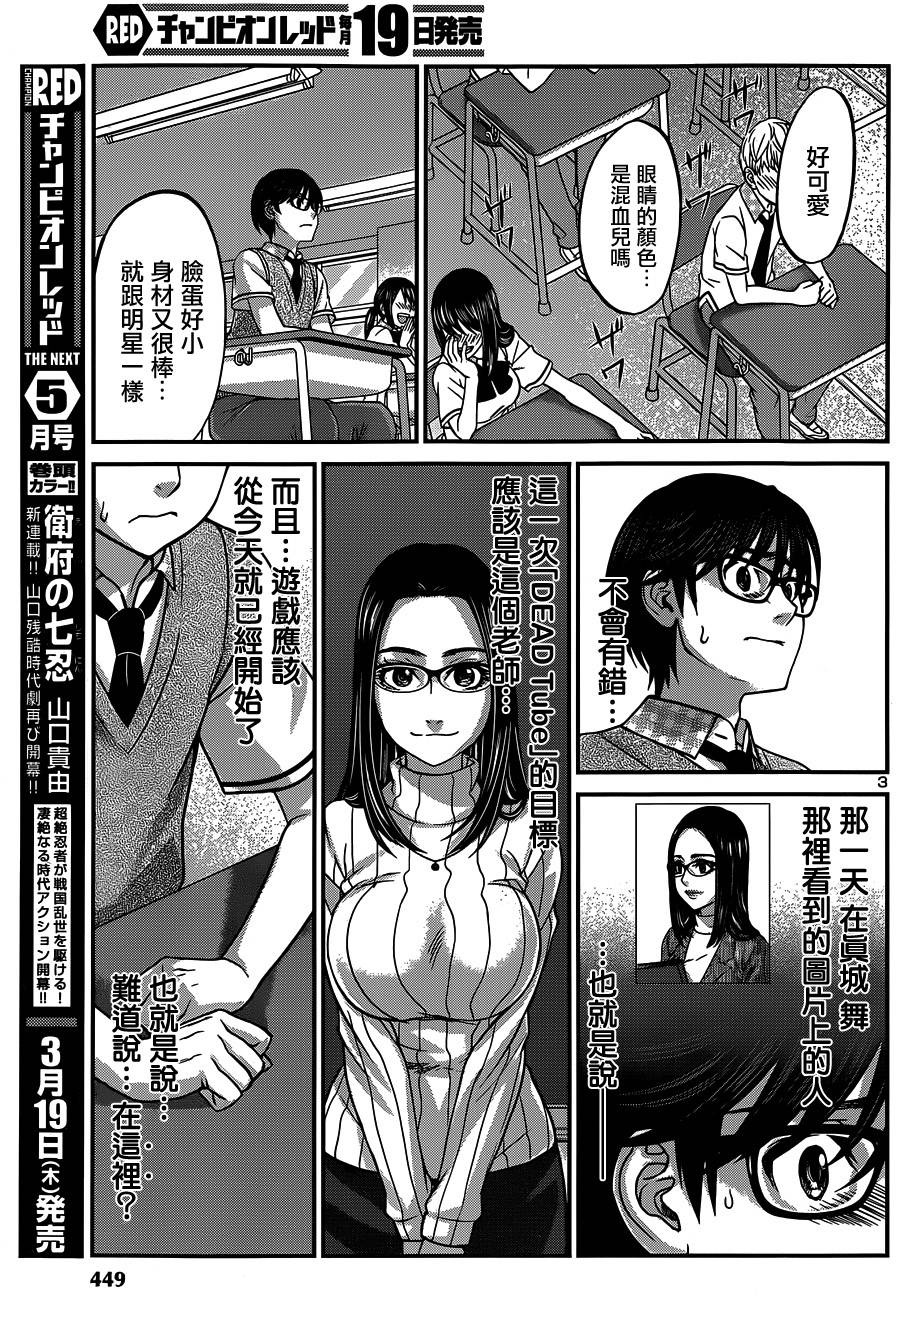 RED チャンピオンレッド 毎月19日発売
好可愛
眼睛的顏色…
是混血兒嗎
臉蛋好小
身材又很棒…
就跟明星一樣
不會有錯…
3
那一天在眞城 舞
那裡看到的圖片上的人
…也就是說——
這一次「DEAD Tube」的目標
應該是這個老師…
而且…遊戲應該
從今天就已經開始了
也就是說…
難道說…在這裡？
CHAMPION RED
チャンピオンレッド
THE NEXT
5月号
巻頭カラー!!
衛府の七忍 山口貴由
しちにん
新連載!! 山口残酷時代劇再び開幕!!
超絶忍者が戦国乱世を駆ける！
凄絶なる時代アクション開幕!!
3月19日(木)発売
449